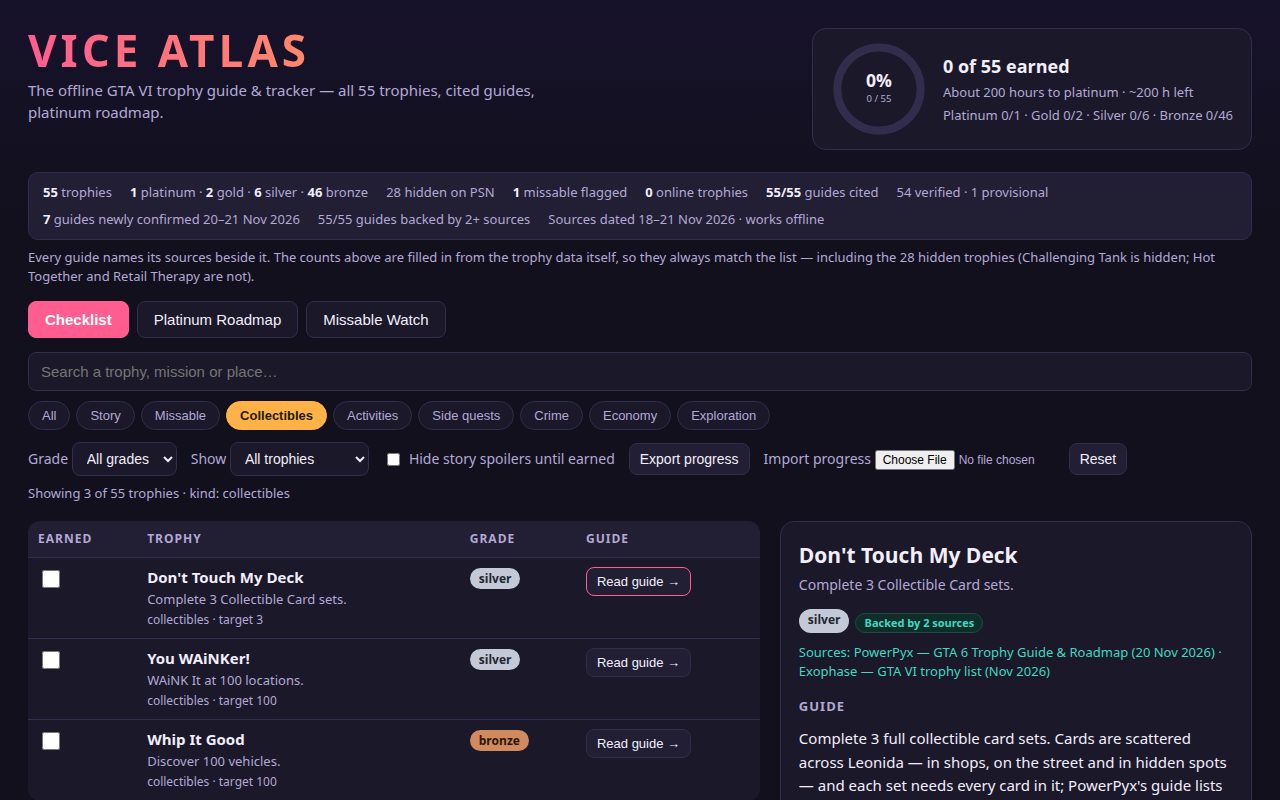 VICE ATLAS
The offline GTA VI trophy guide & tracker — all 55 trophies, cited guides,
platinum roadmap.
0%
0 / 55
0 of 55 earned
About 200 hours to platinum · ~200 h left
Platinum 0/1 · Gold 0/2 · Silver 0/6 · Bronze 0/46
55 trophies 1 platinum · 2 gold · 6 silver · 46 bronze 28 hidden on PSN 1 missable flagged 0 online trophies 55/55 guides cited 54 verified · 1 provisional
7 guides newly confirmed 20–21 Nov 2026 55/55 guides backed by 2+ sources Sources dated 18–21 Nov 2026 · works offline
Every guide names its sources beside it. The counts above are filled in from the trophy data itself, so they always match the list — including the 28 hidden trophies (Challenging Tank is hidden; Hot
Together and Retail Therapy are not).
Checklist Platinum Roadmap Missable Watch
Search a trophy, mission or place…
All Story Missable Collectibles Activities Side quests Crime Economy Exploration
Grade All grades Show All trophies Hide story spoilers until earned Export progress Import progress Choose File No file chosen Reset
Showing 3 of 55 trophies · kind: collectibles
EARNED TROPHY GRADE GUIDE
Don't Touch My Deck silver Read guide →
Complete 3 Collectible Card sets.
collectibles · target 3
You WAiNKer! silver Read guide →
WAiNK It at 100 locations.
collectibles · target 100
Whip It Good bronze Read guide →
Discover 100 vehicles.
collectibles · target 100
Don't Touch My Deck
Complete 3 Collectible Card sets.
silver Backed by 2 sources
Sources: PowerPyx — GTA 6 Trophy Guide & Roadmap (20 Nov 2026) ·
Exophase — GTA VI trophy list (Nov 2026)
GUIDE
Complete 3 full collectible card sets. Cards are scattered
across Leonida — in shops, on the street and in hidden spots
— and each set needs every card in it; PowerPyx's guide lists